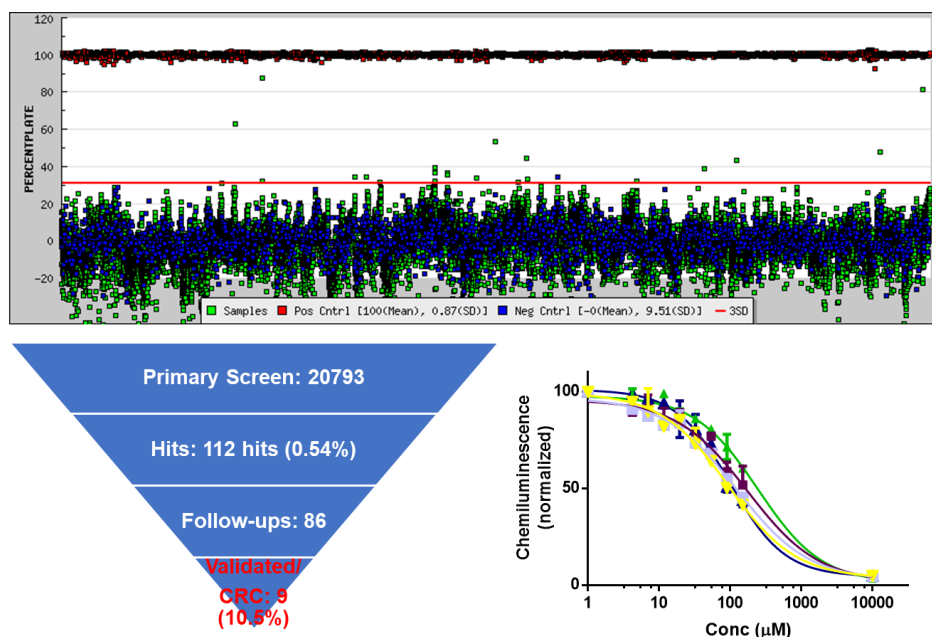 120
100
80
60
40
20
0
-20
PERCENTPLATE
Samples Pos Cntrl [100(Mean), 0.87(SD)] Neg Cntrl [-0(Mean), 9.51(SD)] 3SD
Primary Screen: 20793
Hits: 112 hits (0.54%)
Follow-ups: 86
Validated/
CRC: 9
(10.5%)
Chemiluminescence
(normalized)
100
50
0
1 10 100 1000 10000
Conc (µM)